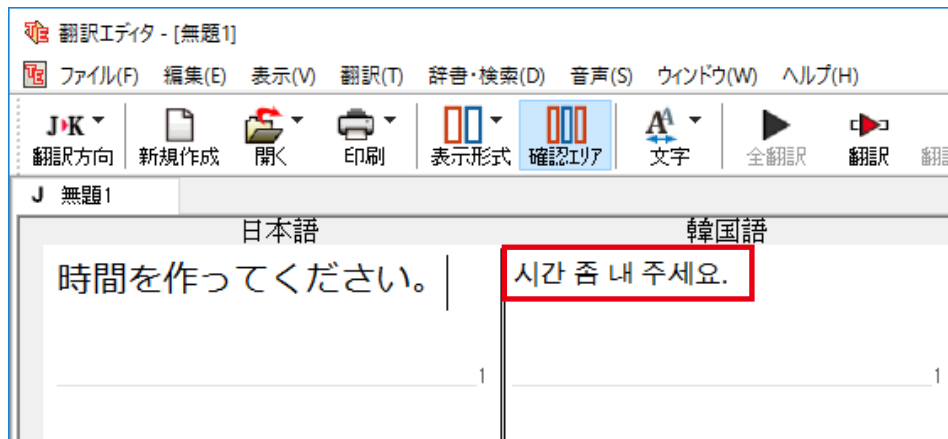 翻訳エディタ - [無題1]
ファイル(F) 編集(E) 表示(V) 翻訳(T) 辞書・検索(D) 音声(S) ウィンドウ(W) ヘルプ(H)
J▸K
翻訳方向 新規作成 開く 印刷 表示形式 確認エリア 文字 全翻訳 翻訳
J 無題1
日本語 韓国語
時間を作ってください。 시간 좀 내 주세요.
1 1